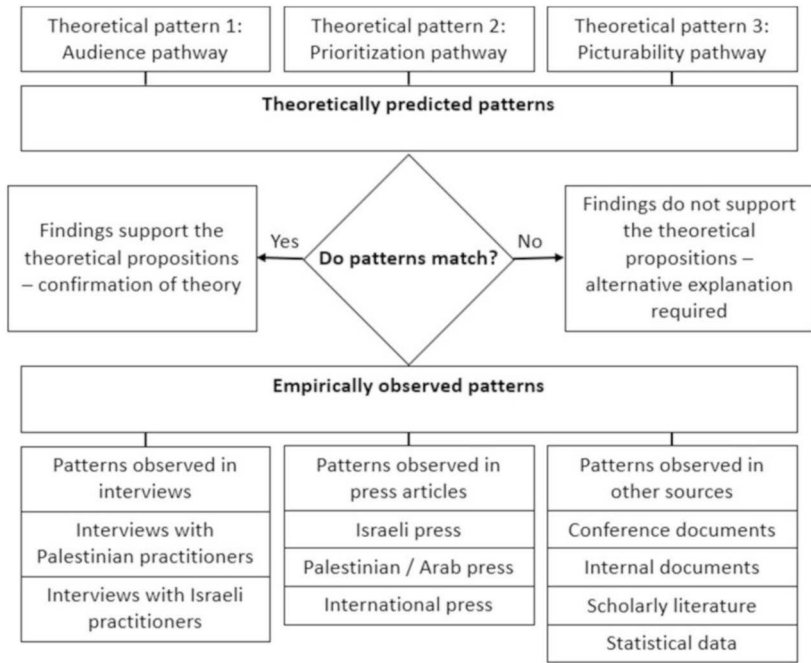 Theoretical pattern 1:
Audience pathway
Theoretical pattern 2:
Prioritization pathway
Theoretical pattern 3:
Picturability pathway
Theoretically predicted patterns
Findings support the
theoretical propositions
– confirmation of theory
Yes
Do patterns match?
No
Findings do not support
the theoretical
propositions –
alternative explanation
required
Empirically observed patterns
Patterns observed in
interviews
Interviews with
Palestinian practitioners
Interviews with Israeli
practitioners
Patterns observed in
press articles
Israeli press
Palestinian / Arab press
International press
Patterns observed in
other sources
Conference documents
Internal documents
Scholarly literature
Statistical data